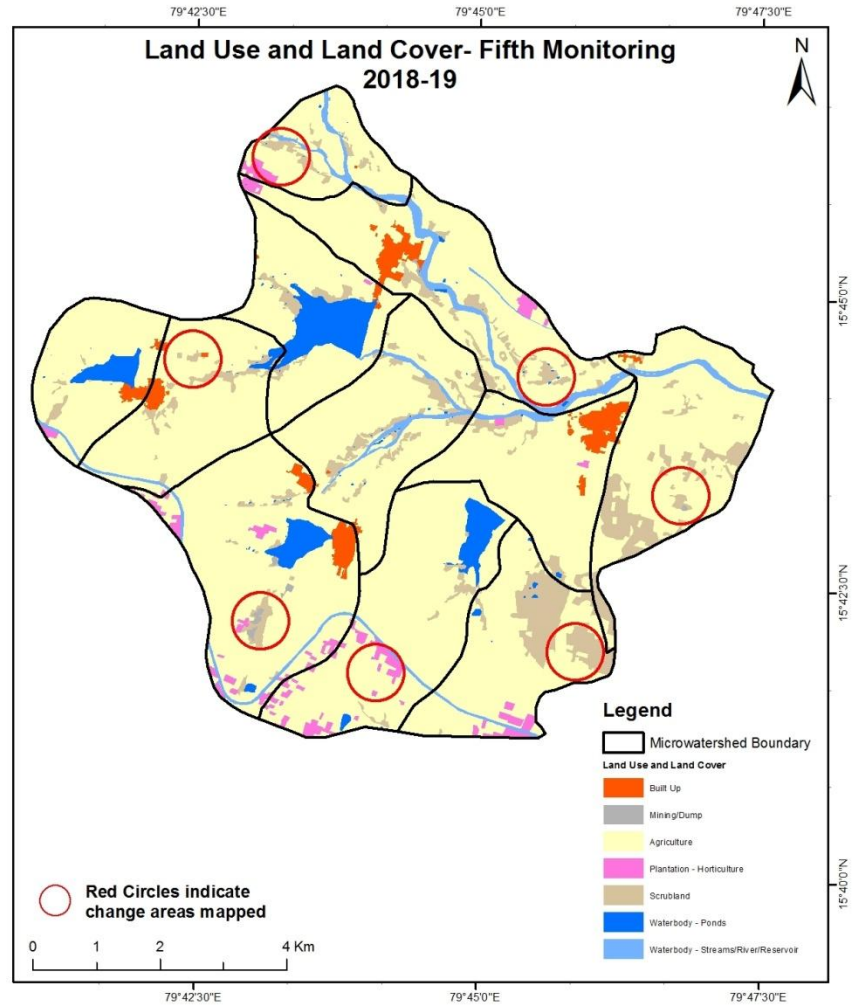 79°42'30"E 79°45'0"E 79°47'30"E
Land Use and Land Cover- Fifth Monitoring
2018-19
N
15°45'0"N
15°42'30"N
Legend
Microwatershed Boundary
Land Use and Land Cover
Built Up
Mining/Dump
Agriculture
Plantation - Horticulture
Scrubland
Waterbody - Ponds
Waterbody - Streams/River/Reservoir
15°40'0"N
Red Circles indicate
change areas mapped
0 1 2 4 Km
79°42'30"E 79°45'0"E 79°47'30"E